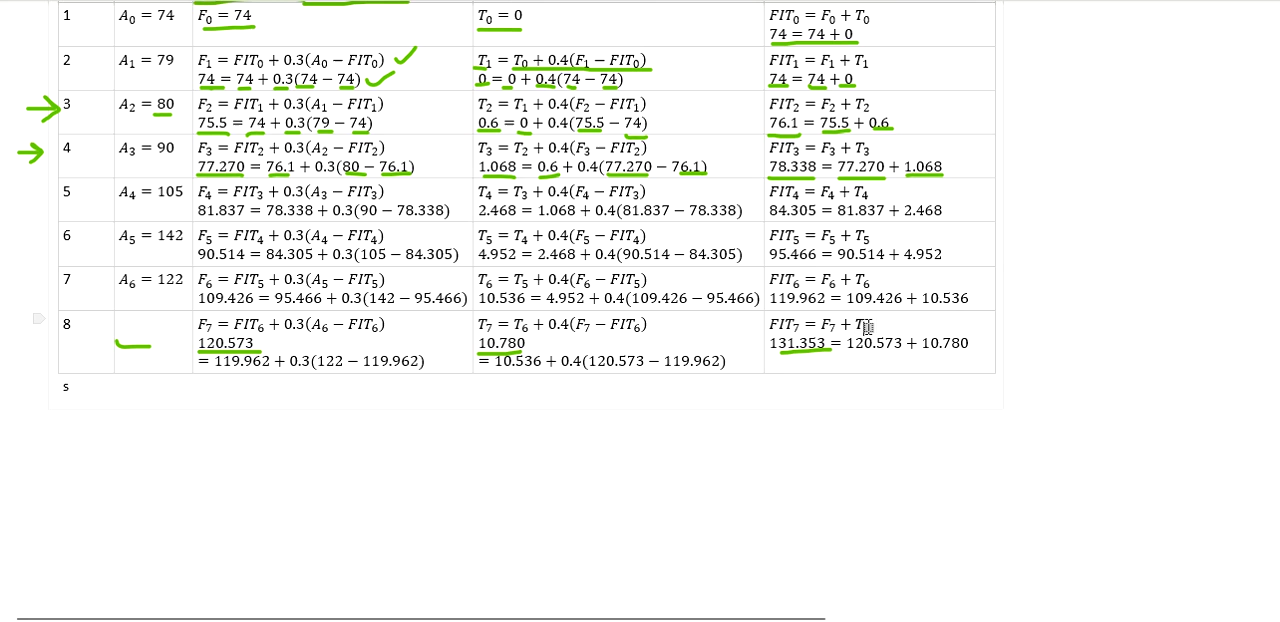 1 A₀ = 74 F₀ = 74 T₀ = 0 FIT₀ = F₀ + T₀
74 = 74 + 0
2 A₁ = 79 F₁ = FIT₀ + 0.3(A₀ − FIT₀) T₁ = T₀ + 0.4(F₁ − FIT₀) FIT₁ = F₁ + T₁
74 = 74 + 0.3(74 − 74) 0 = 0 + 0.4(74 − 74) 74 = 74 + 0
3 A₂ = 80 F₂ = FIT₁ + 0.3(A₁ − FIT₁) T₂ = T₁ + 0.4(F₂ − FIT₁) FIT₂ = F₂ + T₂
75.5 = 74 + 0.3(79 − 74) 0.6 = 0 + 0.4(75.5 − 74) 76.1 = 75.5 + 0.6
4 A₃ = 90 F₃ = FIT₂ + 0.3(A₂ − FIT₂) T₃ = T₂ + 0.4(F₃ − FIT₂) FIT₃ = F₃ + T₃
77.270 = 76.1 + 0.3(80 − 76.1) 1.068 = 0.6 + 0.4(77.270 − 76.1) 78.338 = 77.270 + 1.068
5 A₄ = 105 F₄ = FIT₃ + 0.3(A₃ − FIT₃) T₄ = T₃ + 0.4(F₄ − FIT₃) FIT₄ = F₄ + T₄
81.837 = 78.338 + 0.3(90 − 78.338) 2.468 = 1.068 + 0.4(81.837 − 78.338) 84.305 = 81.837 + 2.468
6 A₅ = 142 F₅ = FIT₄ + 0.3(A₄ − FIT₄) T₅ = T₄ + 0.4(F₅ − FIT₄) FIT₅ = F₅ + T₅
90.514 = 84.305 + 0.3(105 − 84.305) 4.952 = 2.468 + 0.4(90.514 − 84.305) 95.466 = 90.514 + 4.952
7 A₆ = 122 F₆ = FIT₅ + 0.3(A₅ − FIT₅) T₆ = T₅ + 0.4(F₆ − FIT₅) FIT₆ = F₆ + T₆
109.426 = 95.466 + 0.3(142 − 95.466) 10.536 = 4.952 + 0.4(109.426 − 95.466) 119.962 = 109.426 + 10.536
8 F₇ = FIT₆ + 0.3(A₆ − FIT₆) T₇ = T₆ + 0.4(F₇ − FIT₆) FIT₇ = F₇ + T
120.573 10.780 131.353 = 120.573 + 10.780
= 119.962 + 0.3(122 − 119.962) = 10.536 + 0.4(120.573 − 119.962)
s